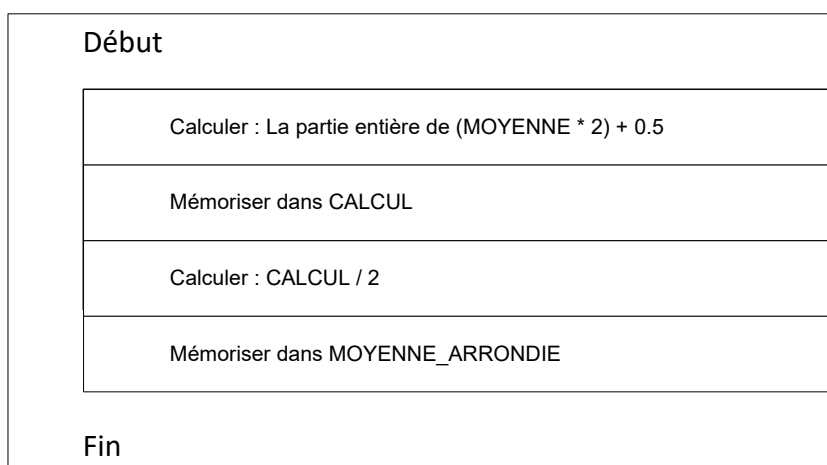 Début
Calculer : La partie entière de (MOYENNE * 2) + 0.5
Mémoriser dans CALCUL
Calculer : CALCUL / 2
Mémoriser dans MOYENNE_ARRONDIE
Fin